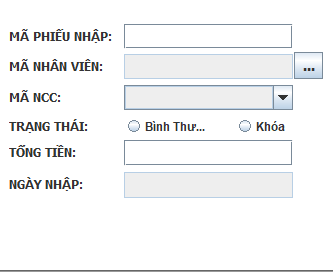 MÃ PHIẾU NHẬP:
MÃ NHÂN VIÊN: ...
MÃ NCC:
TRẠNG THÁI: Bình Thư... Khóa
TỔNG TIỀN:
NGÀY NHẬP: